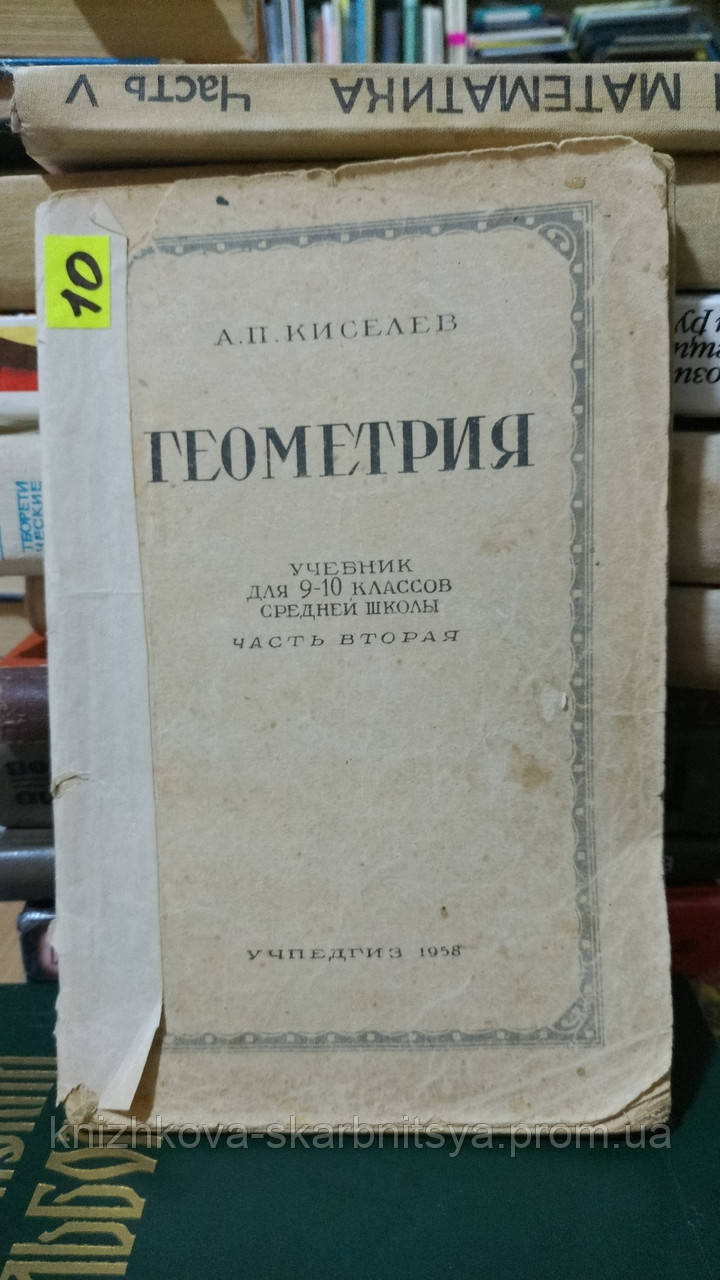 МАТЕМАТИКА Часть V
10
А.П.КИСЕЛЕВ
ГЕОМЕТРИЯ
УЧЕБНИК
ДЛЯ 9-10 КЛАССОВ
СРЕДНЕЙ ШКОЛЫ
ЧАСТЬ ВТОРАЯ
УЧПЕДГИЗ 1958
ТВОРЕТИ
ЧЕСКИЕ
knizhkova-skarbnitsya.prom.ua